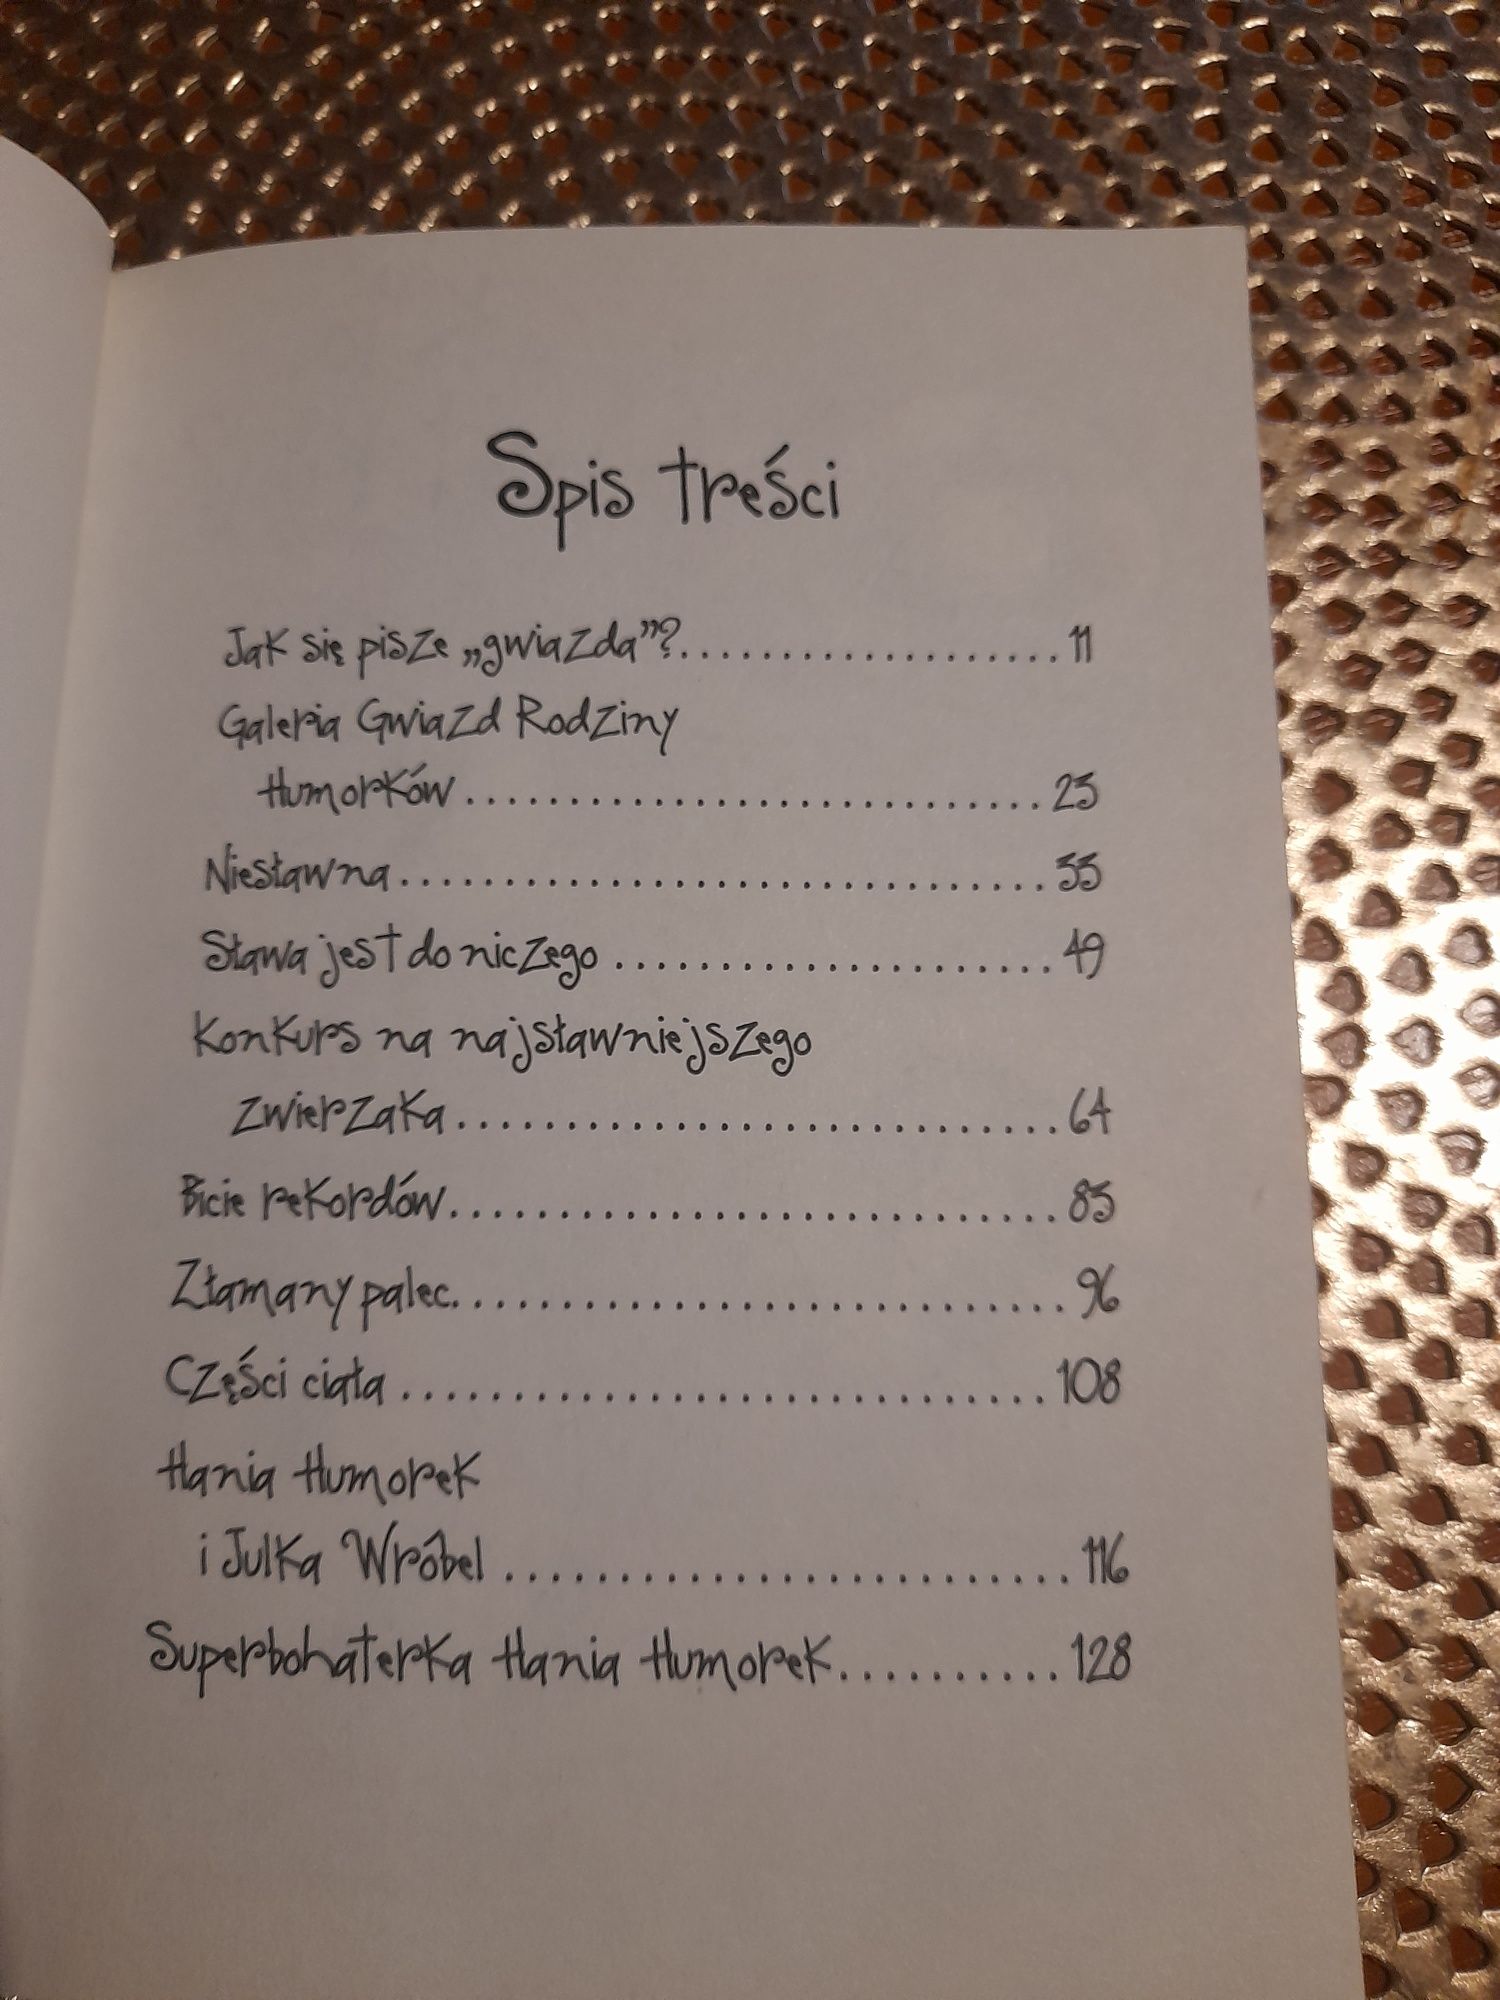 Spis treści
Jak się pisze „gwiazda”?................... 11
Galeria Gwiazd Rodziny
Humorków............................ 23
Niesławna................................ 33
Sława jest do niczego...................... 49
Konkurs na najsławniejszego
zwierzaka............................. 64
Bicie rekordów............................. 85
Złamany palec............................. 96
Części ciała............................... 108
Hania Humorek
i Julka Wróbel........................... 116
Superbohaterka Hania Humorek.......... 128